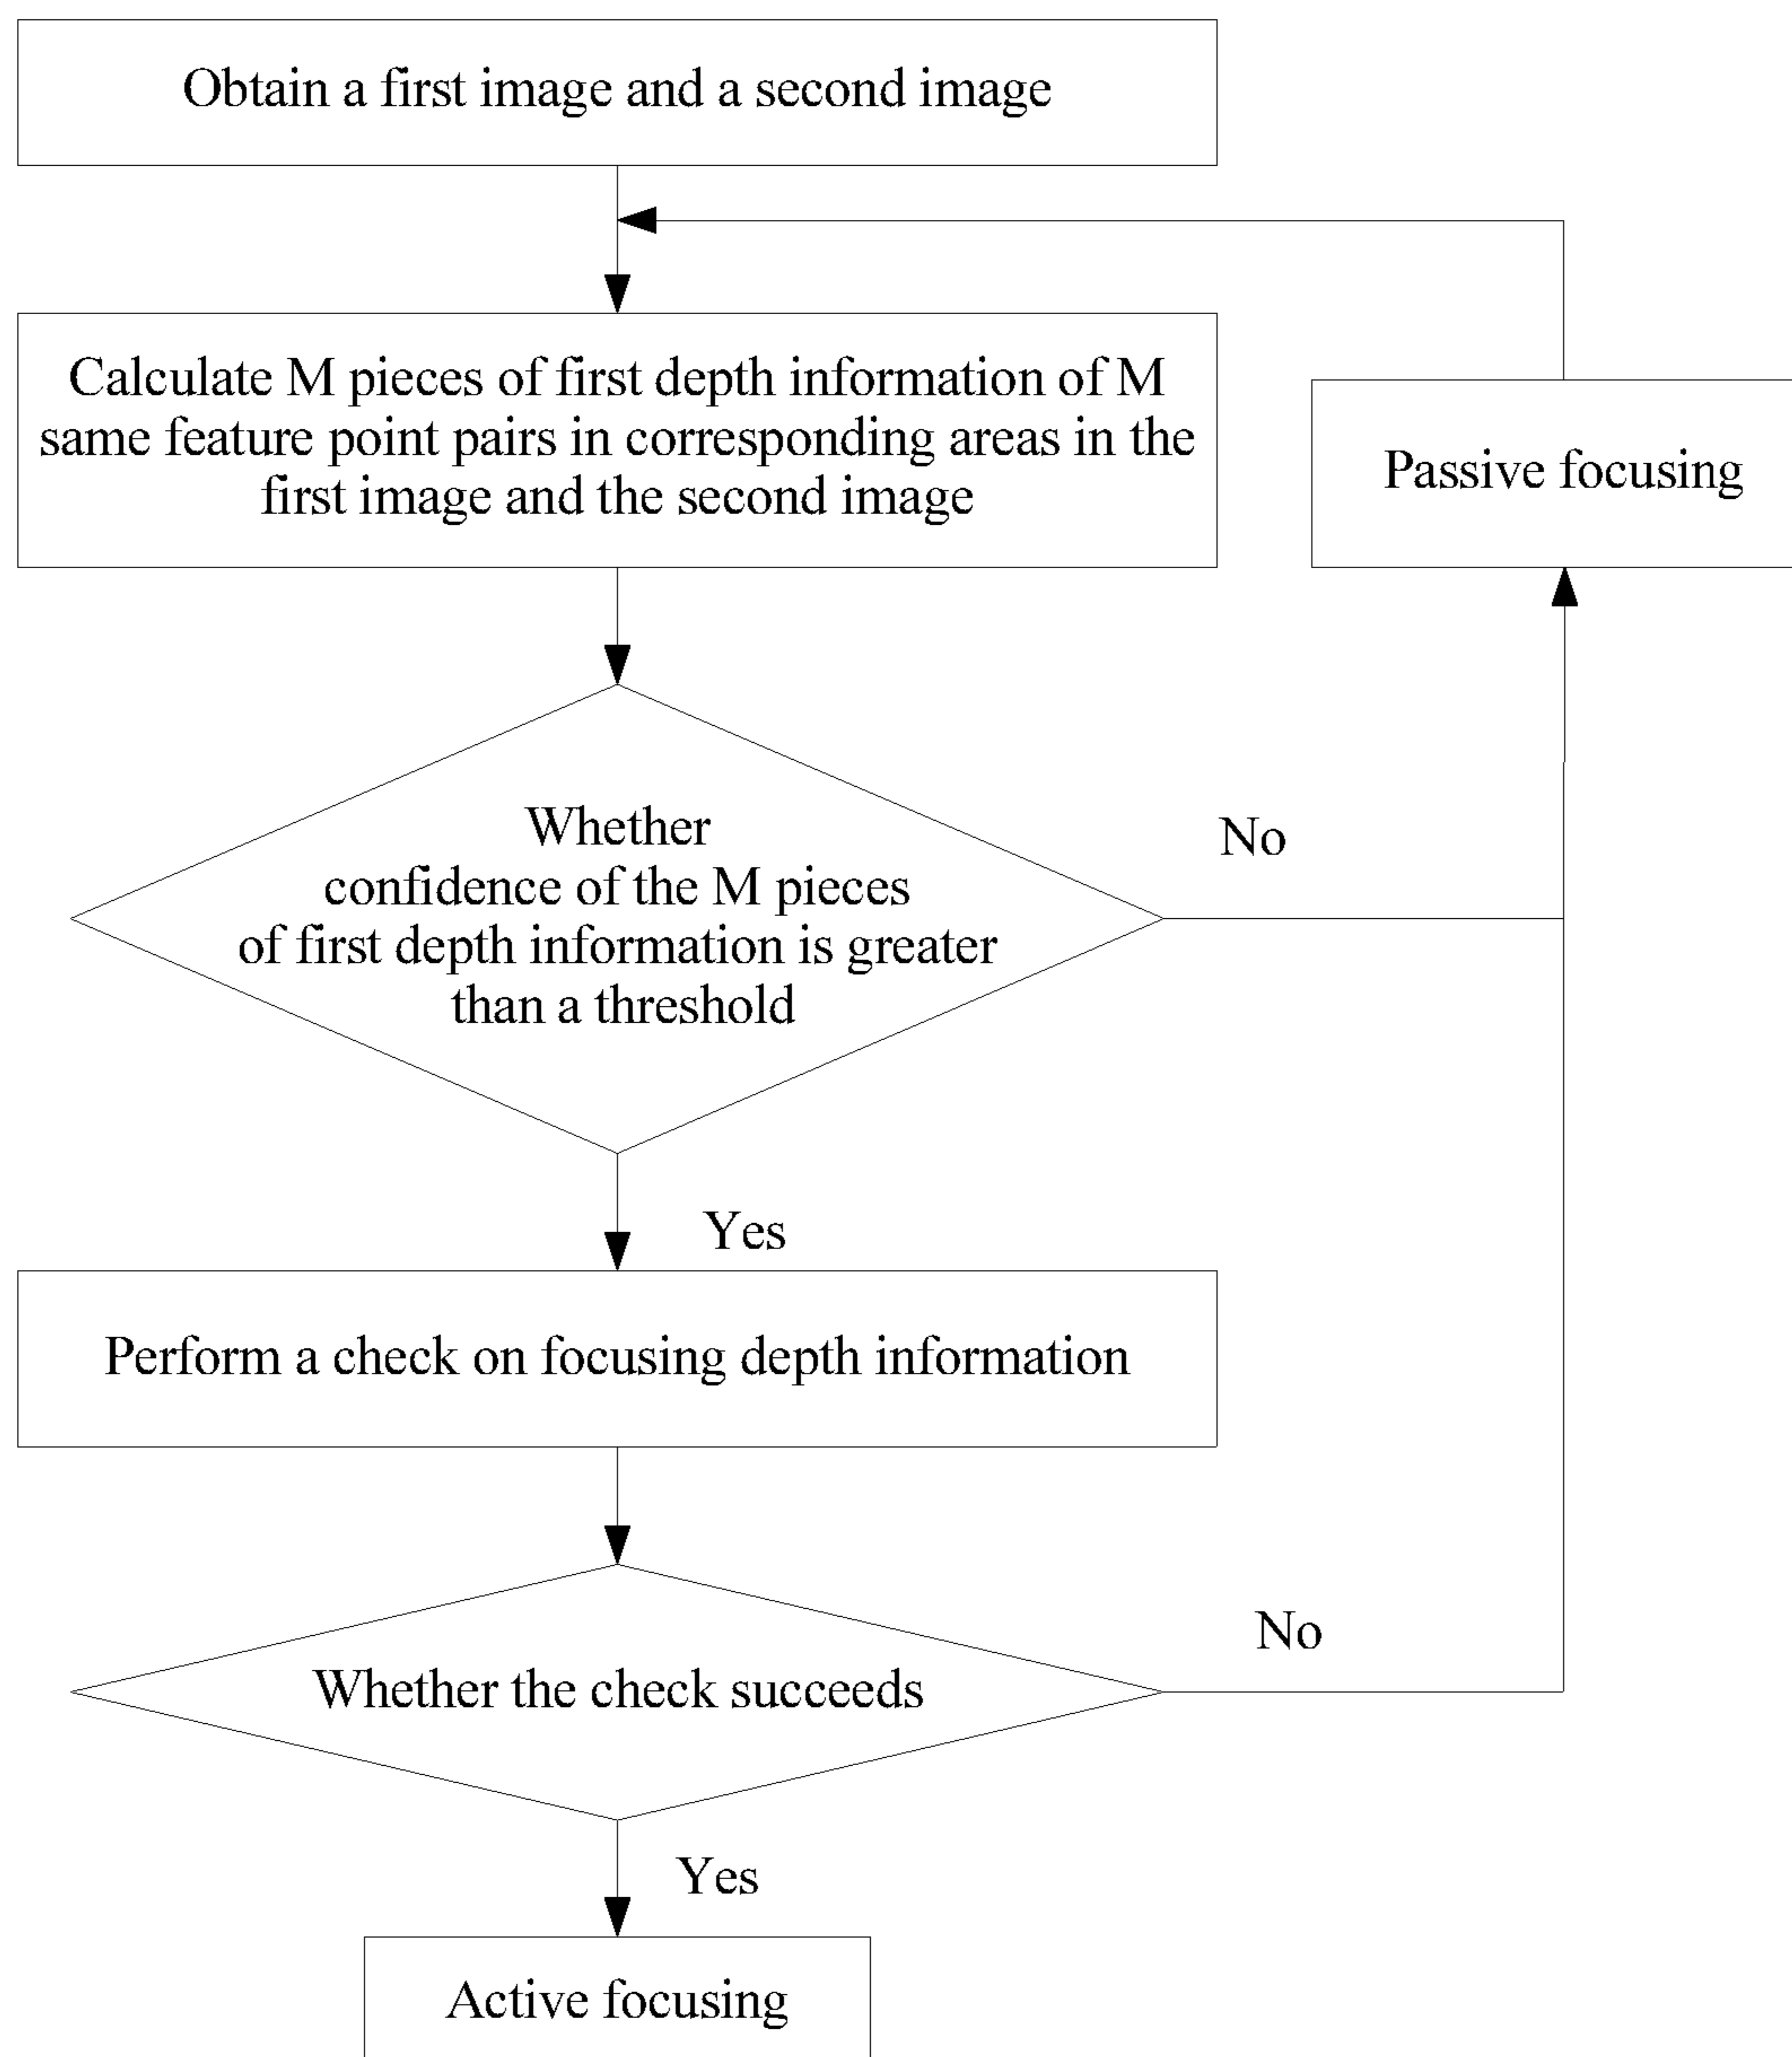 Obtain a first image and a second image
Calculate M pieces of first depth information of M
same feature point pairs in corresponding areas in the
first image and the second image
Passive focusing
Whether
confidence of the M pieces
of first depth information is greater
than a threshold
No
Yes
Perform a check on focusing depth information
Whether the check succeeds
No
Yes
Active focusing